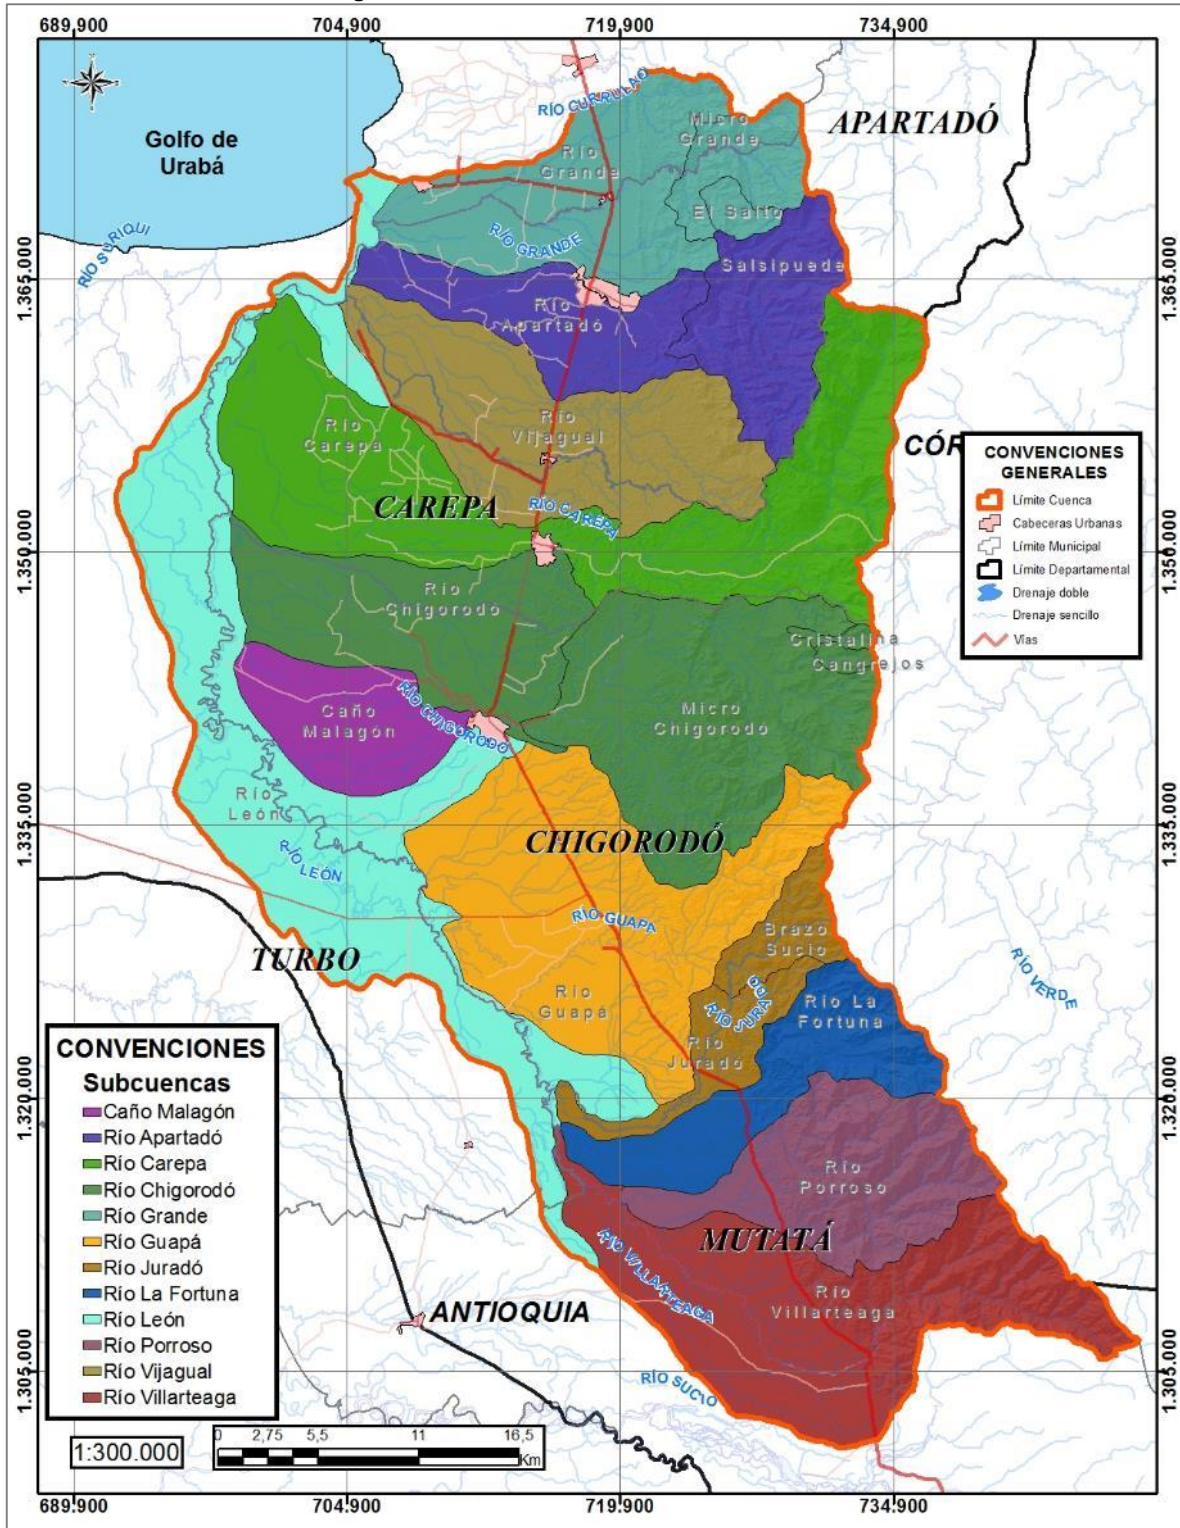 689,900 704,900 719,900 734,900
RÍO CURRULAO
APARTADÓ
Micro
Grande
Golfo de
Urabá
Río
Grande
El Salto
RÍO SURIQUI
RÍO GRANDE
Salsipuede
1.365.000 1.365.000
Río
Apartadó
Río
Carepa
Río
Vijagual
CÓR
CONVENCIONES
GENERALES
Límite Cuenca
Cabeceras Urbanas
Límite Municipal
Límite Departamental
Drenaje doble
Drenaje sencillo
Vías
CAREPA
RÍO CAREPA
1.350.000 1.350.000
Río
Chigorodó
Cristalina
Cangrejos
RÍO CHIGORODÓ
Caño
Malagón
Micro
Chigorodó
Río
León
1.335.000 1.335.000
CHIGORODÓ
RÍO LEÓN
RÍO GUAPA
Brazo
Sucio
TURBO
RÍO VERDE
Río
Guapá
Río La
Fortuna
Río
Jurado
CONVENCIONES
Subcuencas
Caño Malagón
Río Apartadó
Río Carepa
Río Chigorodó
Río Grande
Río Guapá
Río Juradó
Río La Fortuna
Río León
Río Porroso
Río Vijagual
Río Villarteaga
1.320.000 1.320.000
Río
Porroso
MUTATÁ
RÍO VILLARTEAGA
Río
Villarteaga
ANTIOQUIA
1.305.000 1.305.000
RÍO SUCIO
1:300.000
0 2,75 5,5 11 16,5
Km
689,900 704,900 719,900 734,900